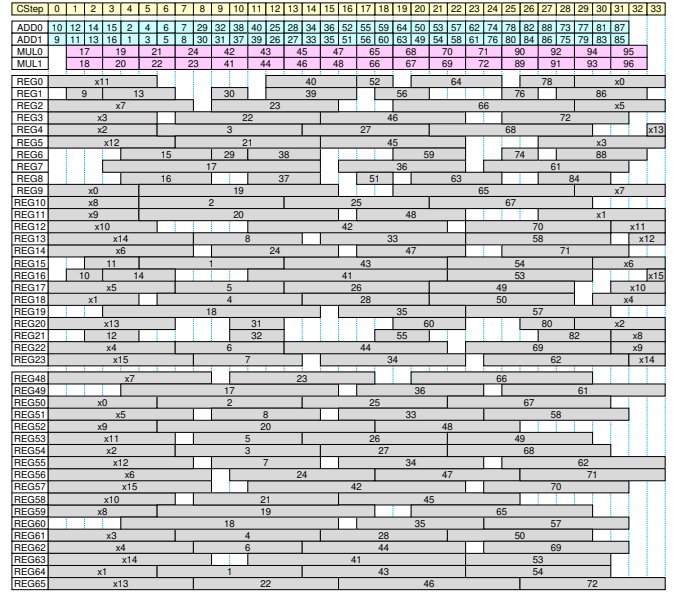 CStep 0 1 2 3 4 5 6 7 8 9 10 11 12 13 14 15 16 17 18 19 20 21 22 23 24 25 26 27 28 29 30 31 32 33
ADD0 10 12 14 15 2 4 6 7 29 32 38 40 25 28 34 36 52 55 59 64 50 54 58 62 74 78 82 88 73 77 81 87
ADD1 9 11 13 16 1 3 5 8 30 31 37 39 26 27 33 35 51 56 60 63 49 53 57 61 76 80 84 86 75 79 83 85
MUL0 17 19 21 24 42 43 45 47 65 68 70 71 90 92 94 95
MUL1 18 20 22 23 41 44 46 48 66 67 69 72 89 91 93 96
REG0 x11 40 52 64 78 x0
REG1 9 13 30 39 56 76 86
REG2 x7 23 66 x5
REG3 x3 22 46 72
REG4 x2 3 27 68 x13
REG5 x12 21 45 x3
REG6 15 29 38 59 74 88
REG7 17 36 61
REG8 16 37 51 63 84
REG9 x0 19 65 x7
REG10 x8 2 25 67
REG11 x9 20 48 x1
REG12 x10 42 70 x11
REG13 x14 8 33 58 x12
REG14 x6 24 47 71
REG15 11 1 43 54 x6
REG16 10 14 41 53 x15
REG17 x5 5 26 49 x10
REG18 x1 4 28 50 x4
REG19 18 35 57
REG20 x13 31 60 80 x2
REG21 12 32 55 82 x8
REG22 x4 6 44 69 x9
REG23 x15 7 34 62 x14
REG48 x7 23 66
REG49 17 36 61
REG50 x0 2 25 67
REG51 x5 8 33 58
REG52 x9 20 48
REG53 x11 5 26 49
REG54 x2 3 27 68
REG55 x12 7 34 62
REG56 x6 24 47 71
REG57 x15 42 70
REG58 x10 21 45
REG59 x8 19 65
REG60 18 35 57
REG61 x3 4 28 50
REG62 x4 6 44 69
REG63 x14 41 53
REG64 x1 1 43 54
REG65 x13 22 46 72